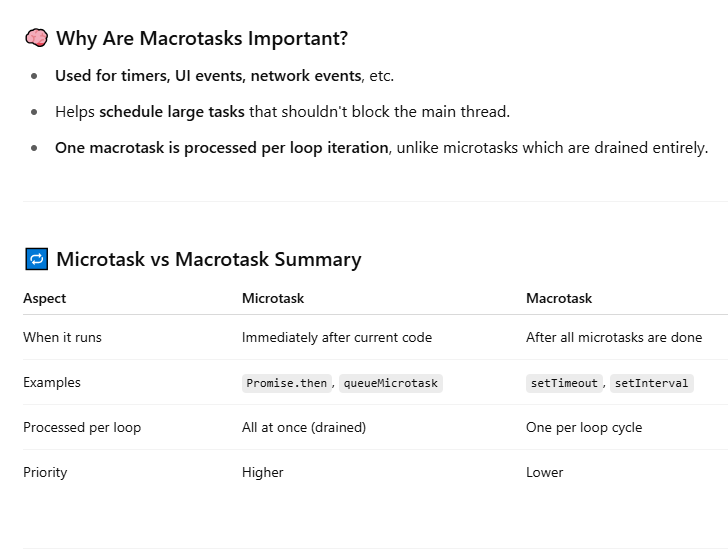 🧠 Why Are Macrotasks Important?
• Used for timers, UI events, network events, etc.
• Helps schedule large tasks that shouldn't block the main thread.
• One macrotask is processed per loop iteration, unlike microtasks which are drained entirely.
🔁 Microtask vs Macrotask Summary
Aspect Microtask Macrotask
When it runs Immediately after current code After all microtasks are done
Examples Promise.then, queueMicrotask setTimeout, setInterval
Processed per loop All at once (drained) One per loop cycle
Priority Higher Lower